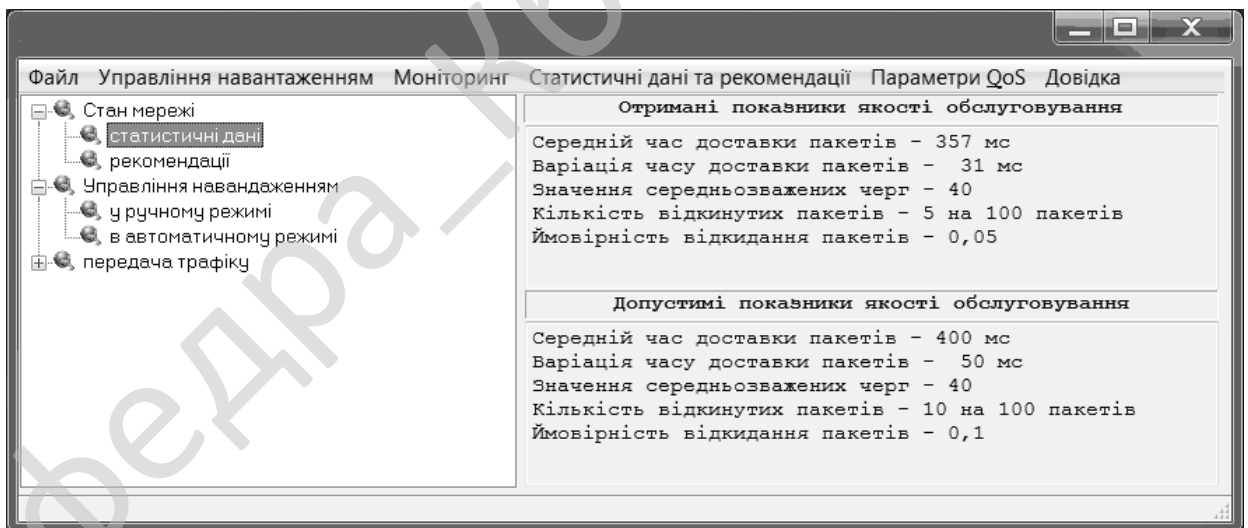 Файл Управління навантаженням Моніторинг Статистичні дані та рекомендації Параметри QoS Довідка
Стан мережі
статистичні дані
рекомендації
Управління навандаженням
у ручному режимі
в автоматичному режимі
передача трафіку
Отримані показники якості обслуговування
Середній час доставки пакетів – 357 мс
Варіація часу доставки пакетів – 31 мс
Значення середньозважених черг – 40
Кількість відкинутих пакетів – 5 на 100 пакетів
Ймовірність відкидання пакетів – 0,05
Допустимі показники якості обслуговування
Середній час доставки пакетів – 400 мс
Варіація часу доставки пакетів – 50 мс
Значення середньозважених черг – 40
Кількість відкинутих пакетів – 10 на 100 пакетів
Ймовірність відкидання пакетів – 0,1